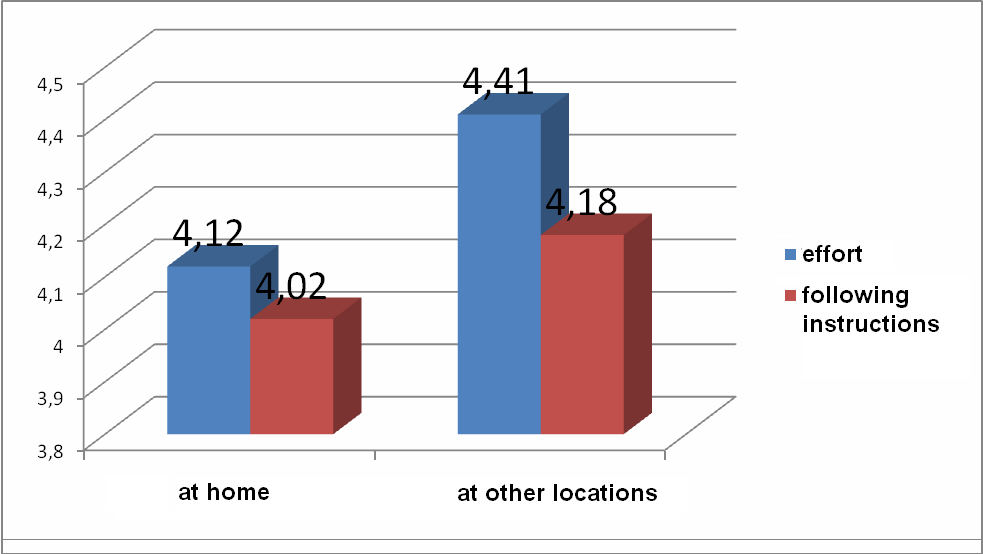 4,5
4,4
4,3
4,2
4,1
4
3,9
3,8
4,12
4,02
4,41
4,18
at home
at other locations
effort
following
instructions